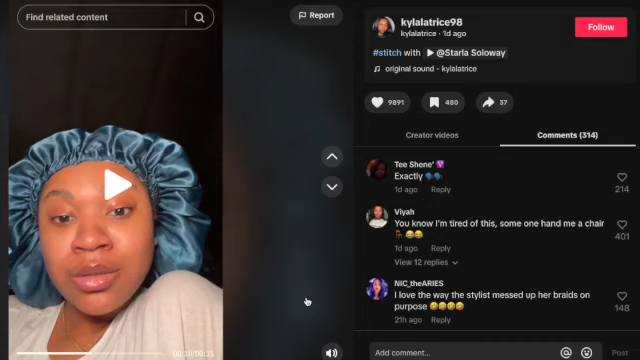 Find related content
Report
kylalatrice98
kylalatrice · 1d ago
Follow
#stitch with ▶ @Starla Soloway
♫ original sound - kylalatrice
9891
480
37
Creator videos
Comments (314)
Tee Shene'
Exactly 🗣️🗣️
1d ago Reply
214
Viyah
You know I'm tired of this, some one hand me a chair
🪑 😂😂
1d ago Reply
401
View 12 replies
NIC_theARIES
I love the way the stylist messed up her braids on
purpose 🤣🤣🤣🤣
21h ago Reply
148
Add comment...
@
Post